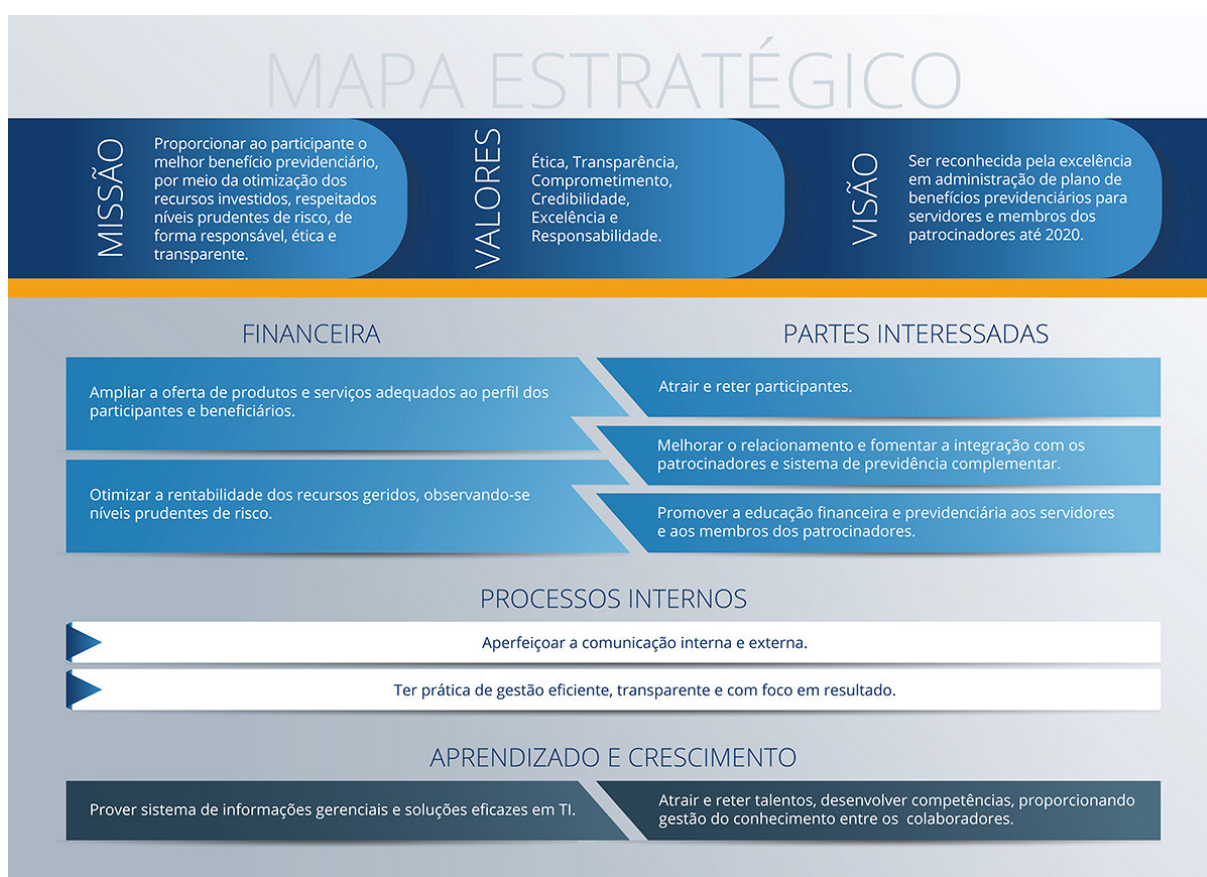 MAPA ESTRATÉGICO
MISSÃO
Proporcionar ao participante o
melhor benefício previdenciário,
por meio da otimização dos
recursos investidos, respeitados
níveis prudentes de risco, de
forma responsável, ética e
transparente.
VALORES
Ética, Transparência,
Comprometimento,
Credibilidade,
Excelência e
Responsabilidade.
VISÃO
Ser reconhecida pela excelência
em administração de plano de
benefícios previdenciários para
servidores e membros dos
patrocinadores até 2020.
FINANCEIRA
Ampliar a oferta de produtos e serviços adequados ao perfil dos
participantes e beneficiários.
Otimizar a rentabilidade dos recursos geridos, observando-se
níveis prudentes de risco.
PARTES INTERESSADAS
Atrair e reter participantes.
Melhorar o relacionamento e fomentar a integração com os
patrocinadores e sistema de previdência complementar.
Promover a educação financeira e previdenciária aos servidores
e aos membros dos patrocinadores.
PROCESSOS INTERNOS
Aperfeiçoar a comunicação interna e externa.
Ter prática de gestão eficiente, transparente e com foco em resultado.
APRENDIZADO E CRESCIMENTO
Prover sistema de informações gerenciais e soluções eficazes em TI.
Atrair e reter talentos, desenvolver competências, proporcionando
gestão do conhecimento entre os colaboradores.